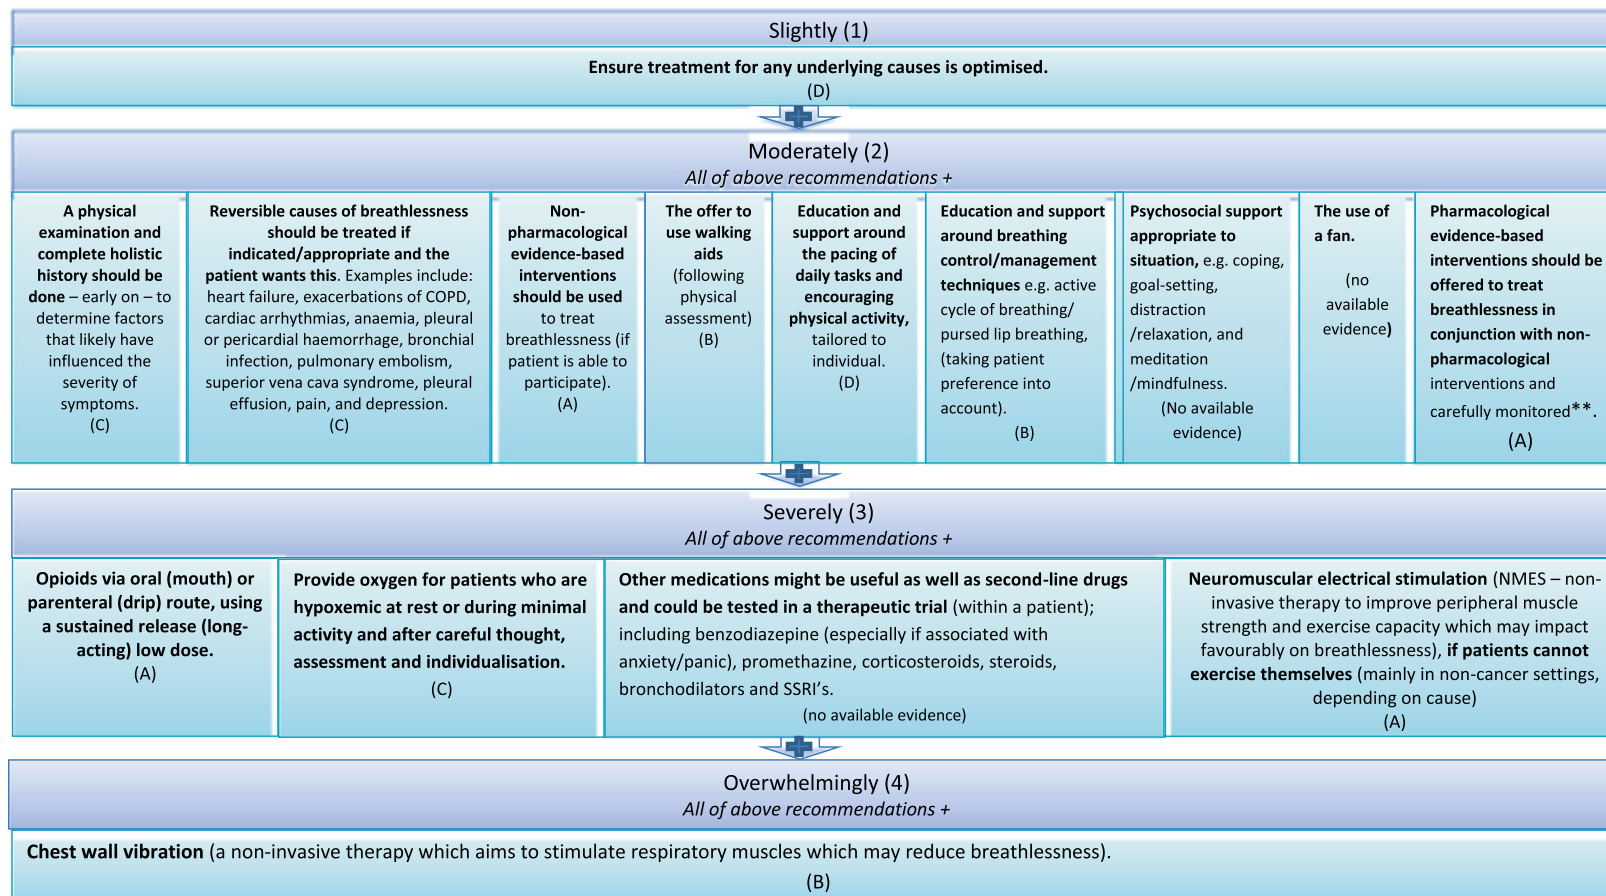 Slightly (1)
Ensure treatment for any underlying causes is optimised.
(D)
Moderately (2)
All of above recommendations +
A physical
examination and
complete holistic
history should be
done – early on – to
determine factors
that likely have
influenced the
severity of
symptoms.
(C)
Reversible causes of breathlessness
should be treated if
indicated/appropriate and the
patient wants this. Examples include:
heart failure, exacerbations of COPD,
cardiac arrhythmias, anaemia, pleural
or pericardial haemorrhage, bronchial
infection, pulmonary embolism,
superior vena cava syndrome, pleural
effusion, pain, and depression.
(C)
Non-
pharmacological
evidence-based
interventions
should be used
to treat
breathlessness (if
patient is able to
participate).
(A)
The offer to
use walking
aids
(following
physical
assessment)
(B)
Education and
support around
the pacing of
daily tasks and
encouraging
physical activity,
tailored to
individual.
(D)
Education and support
around breathing
control/management
techniques e.g. active
cycle of breathing/
pursed lip breathing,
(taking patient
preference into
account).
(B)
Psychosocial support
appropriate to
situation, e.g. coping,
goal-setting,
distraction
/relaxation, and
meditation
/mindfulness.
(No available
evidence)
The use of
a fan.
(no
available
evidence)
Pharmacological
evidence-based
interventions should be
offered to treat
breathlessness in
conjunction with non-
pharmacological
interventions and
carefully monitored**.
(A)
Severely (3)
All of above recommendations +
Opioids via oral (mouth) or
parenteral (drip) route, using
a sustained release (long-
acting) low dose.
(A)
Provide oxygen for patients who are
hypoxemic at rest or during minimal
activity and after careful thought,
assessment and individualisation.
(C)
Other medications might be useful as well as second-line drugs
and could be tested in a therapeutic trial (within a patient);
including benzodiazepine (especially if associated with
anxiety/panic), promethazine, corticosteroids, steroids,
bronchodilators and SSRI's.
(no available evidence)
Neuromuscular electrical stimulation (NMES – non-
invasive therapy to improve peripheral muscle
strength and exercise capacity which may impact
favourably on breathlessness), if patients cannot
exercise themselves (mainly in non-cancer settings,
depending on cause)
(A)
Overwhelmingly (4)
All of above recommendations +
Chest wall vibration (a non-invasive therapy which aims to stimulate respiratory muscles which may reduce breathlessness).
(B)